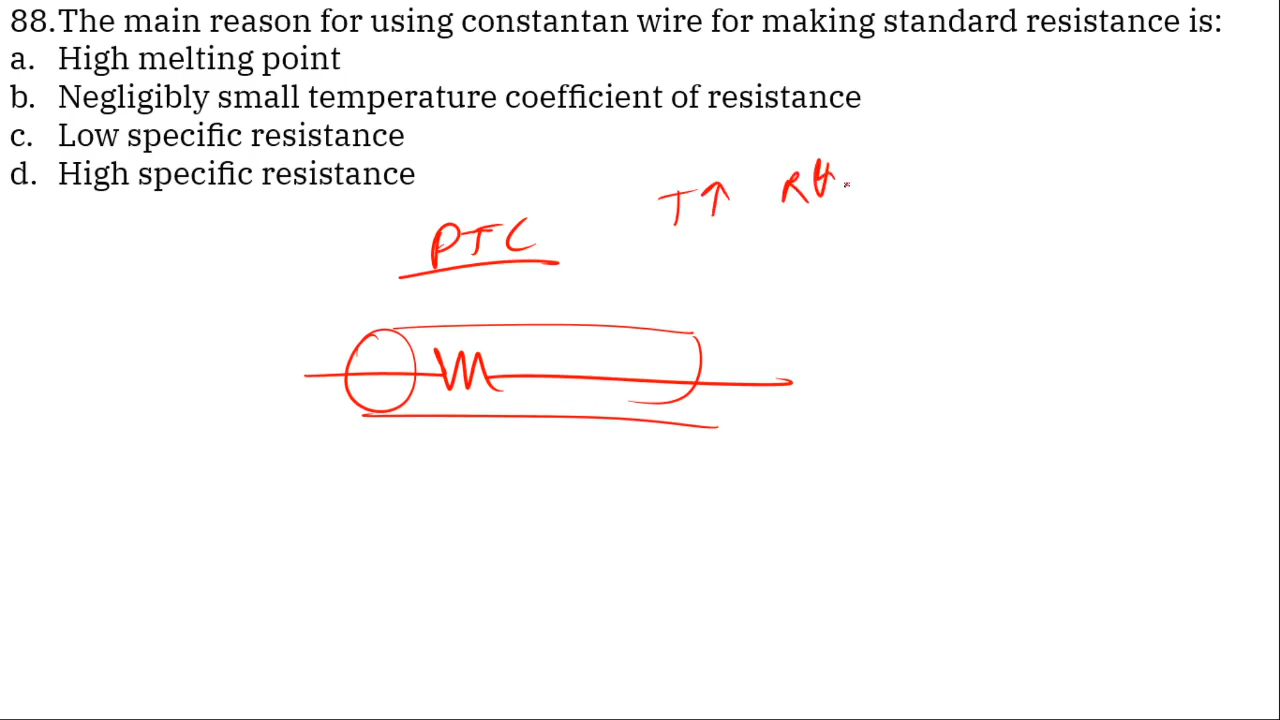 88.The main reason for using constantan wire for making standard resistance is:
a. High melting point
b. Negligibly small temperature coefficient of resistance
c. Low specific resistance
d. High specific resistance
T↑ R
PTC